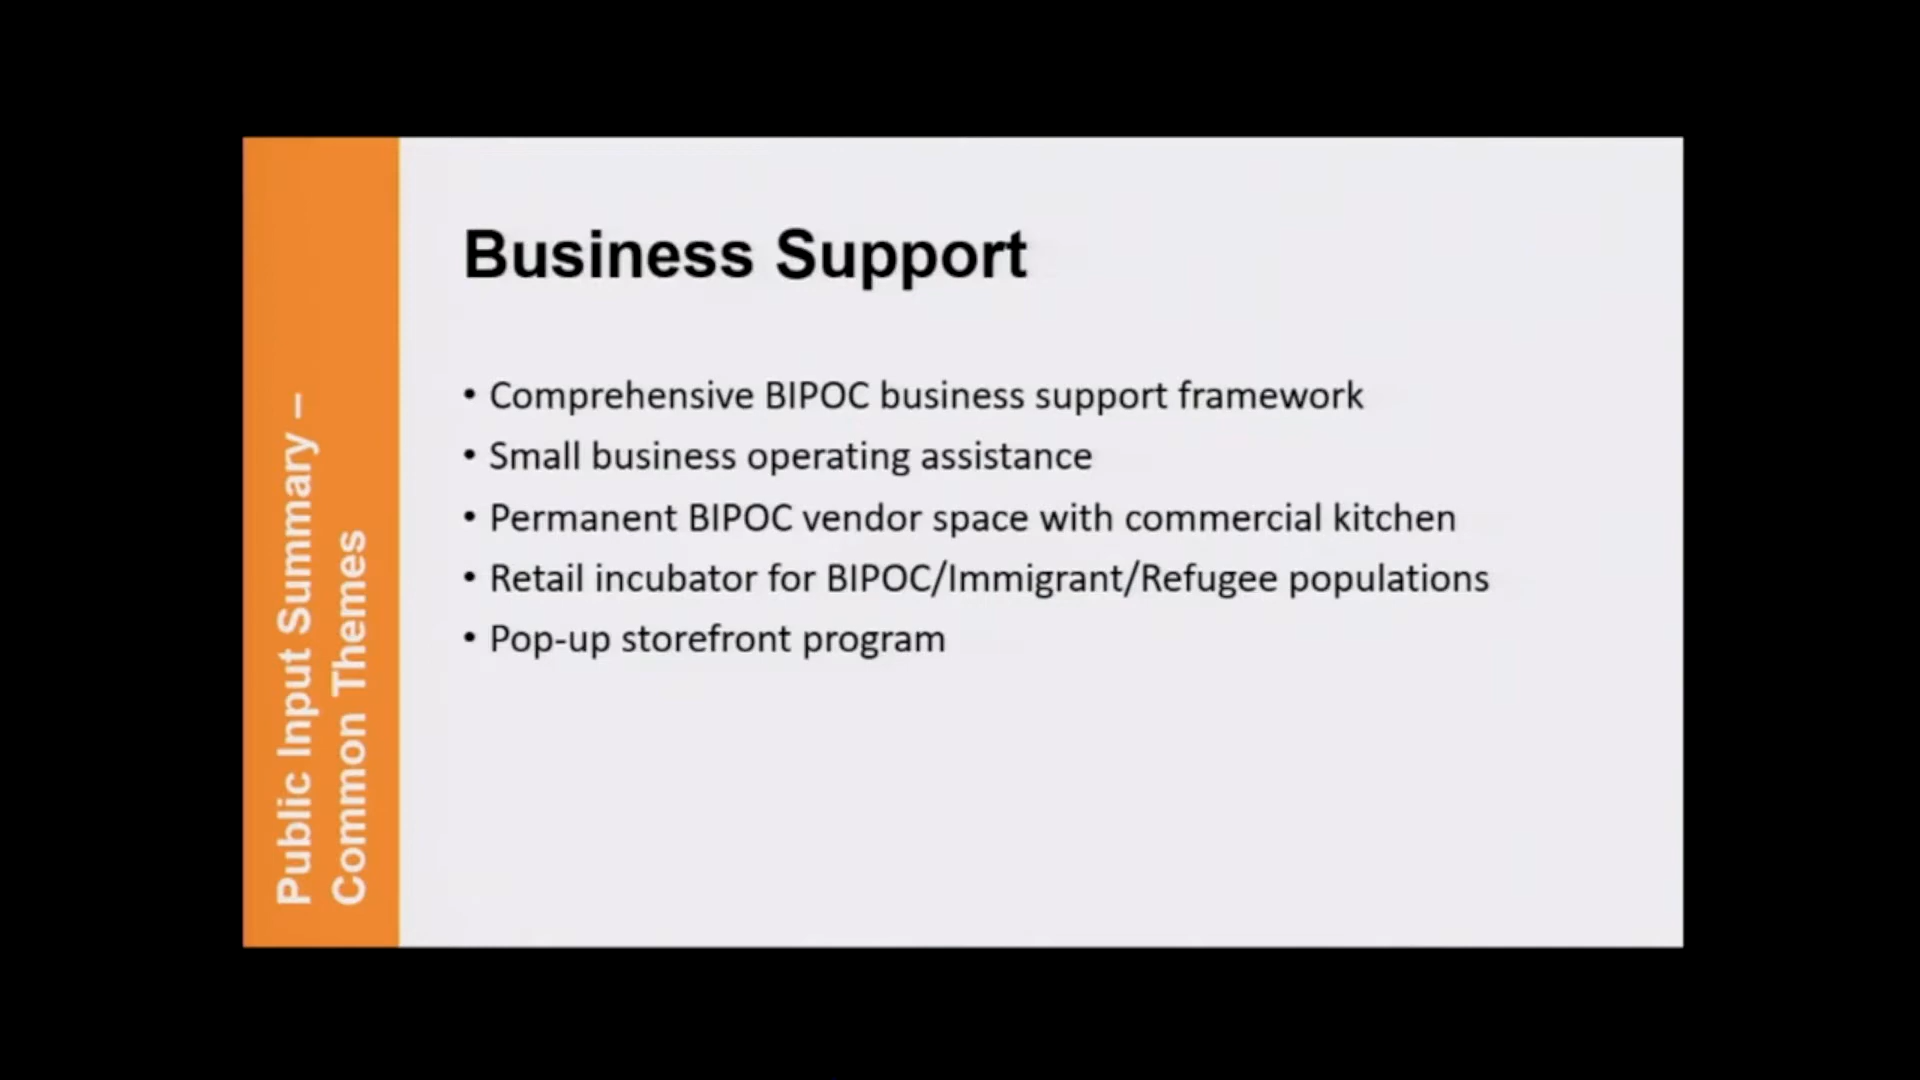 Public Input Summary –
Common Themes
Business Support
• Comprehensive BIPOC business support framework
• Small business operating assistance
• Permanent BIPOC vendor space with commercial kitchen
• Retail incubator for BIPOC/Immigrant/Refugee populations
• Pop-up storefront program